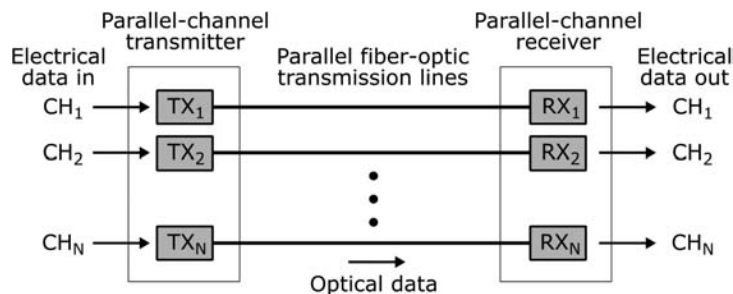 Parallel-channel
transmitter
Parallel-channel
receiver
Electrical
data in
Parallel fiber-optic
transmission lines
Electrical
data out
CH1 TX1 RX1 CH1
CH2 TX2 RX2 CH2
CHN TXN RXN CHN
Optical data